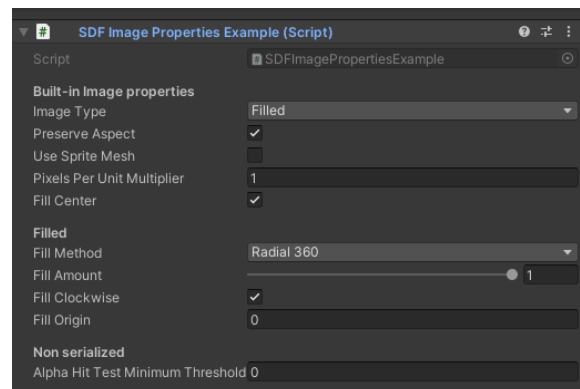 # SDF Image Properties Example (Script)
Script # SDFImagePropertiesExample
Built-in Image properties
Image Type Filled
Preserve Aspect
Use Sprite Mesh
Pixels Per Unit Multiplier 1
Fill Center
Filled
Fill Method Radial 360
Fill Amount 1
Fill Clockwise
Fill Origin 0
Non serialized
Alpha Hit Test Minimum Threshold 0